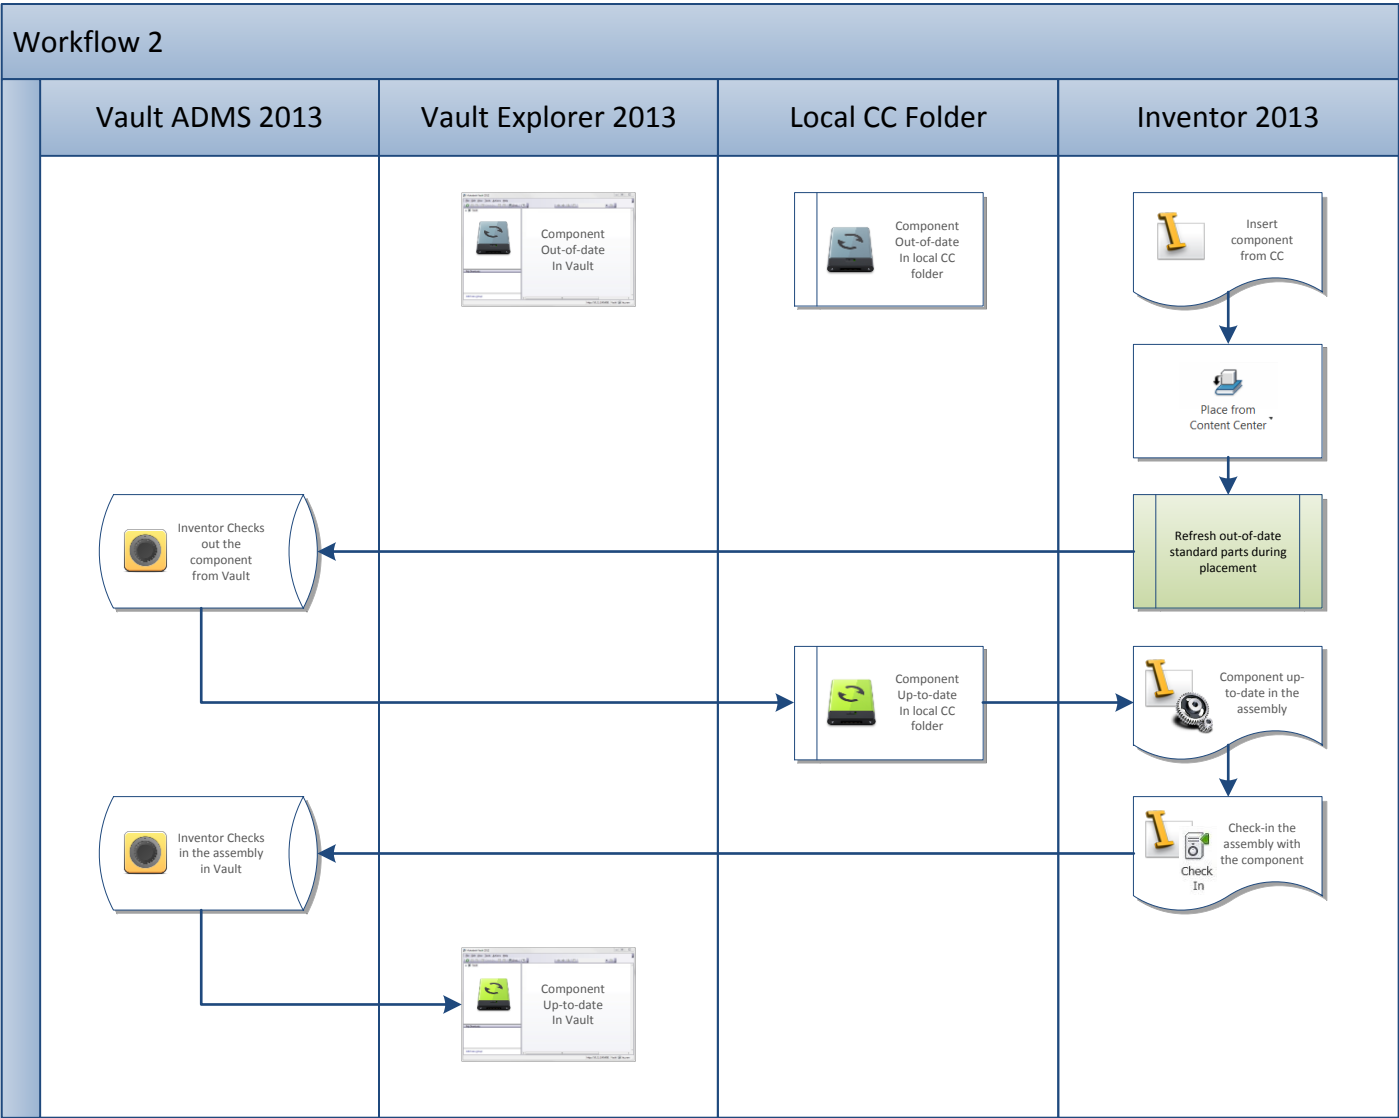 Workflow 2
Vault ADMS 2013
Vault Explorer 2013
Local CC Folder
Inventor 2013
Component
Out-of-date
In Vault
Component
Out-of-date
In local CC
folder
Insert
component
from CC
Place from
Content Center
Inventor Checks
out the
component
from Vault
Refresh out-of-date
standard parts during
placement
Component
Up-to-date
In local CC
folder
Component up-
to-date in the
assembly
Inventor Checks
in the assembly
in Vault
Check-in the
assembly with
the component
Check
In
Component
Up-to-date
In Vault